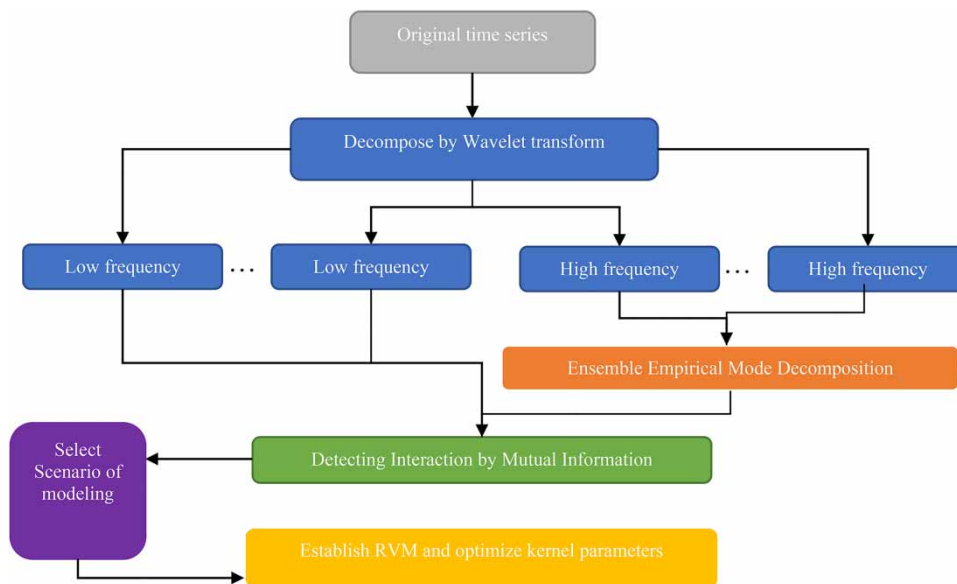 Original time series
Decompose by Wavelet transform
Low frequency
...
Low frequency
High frequency
...
High frequency
Ensemble Empirical Mode Decomposition
Select
Scenario of
modeling
Detecting Interaction by Mutual Information
Establish RVM and optimize kernel parameters